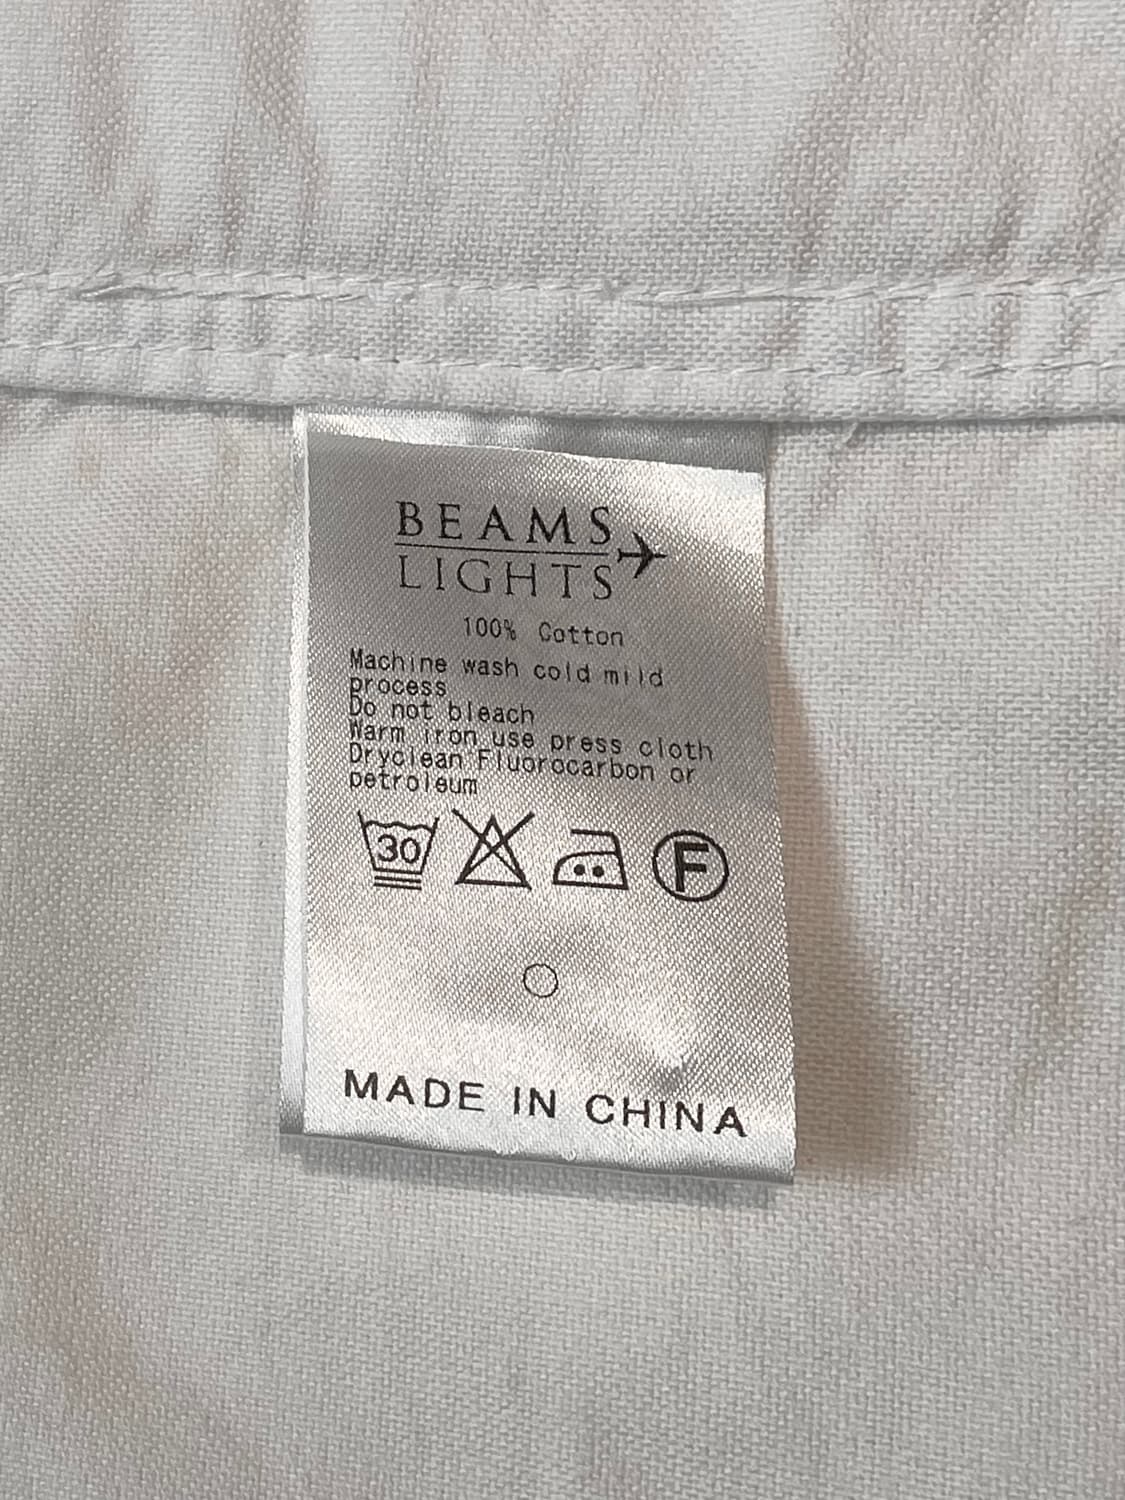 BEAMS
LIGHTS
100% Cotton
Machine wash cold mild
process
Do not bleach
Warm iron use press cloth
Dryclean Fluorocarbon or
petroleum
30
F
MADE IN CHINA